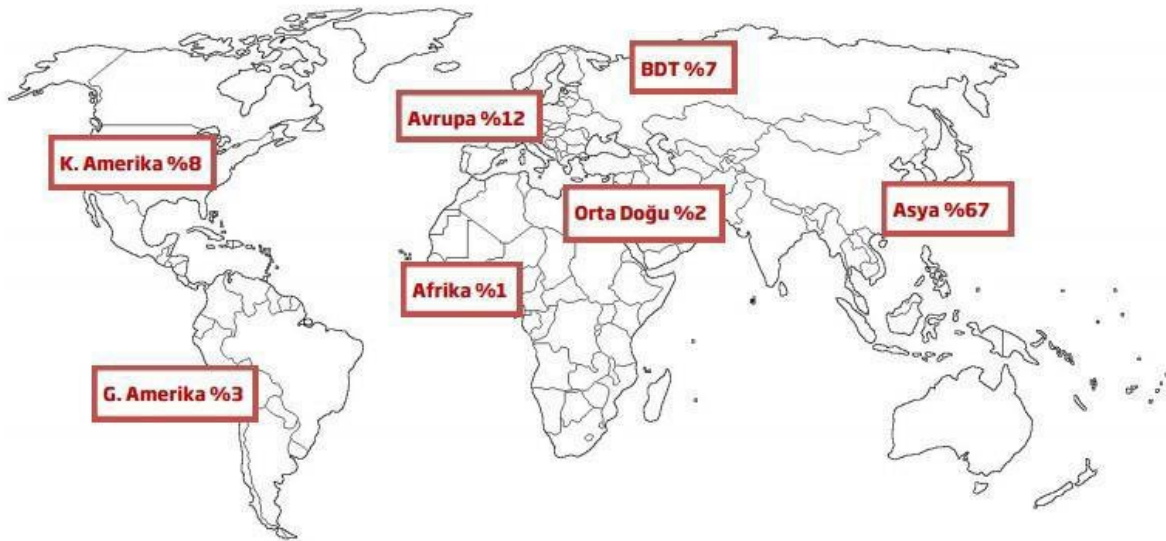 BDT %7
Avrupa %12
K. Amerika %8
Orta Doğu %2
Asya %67
Afrika %1
G. Amerika %3